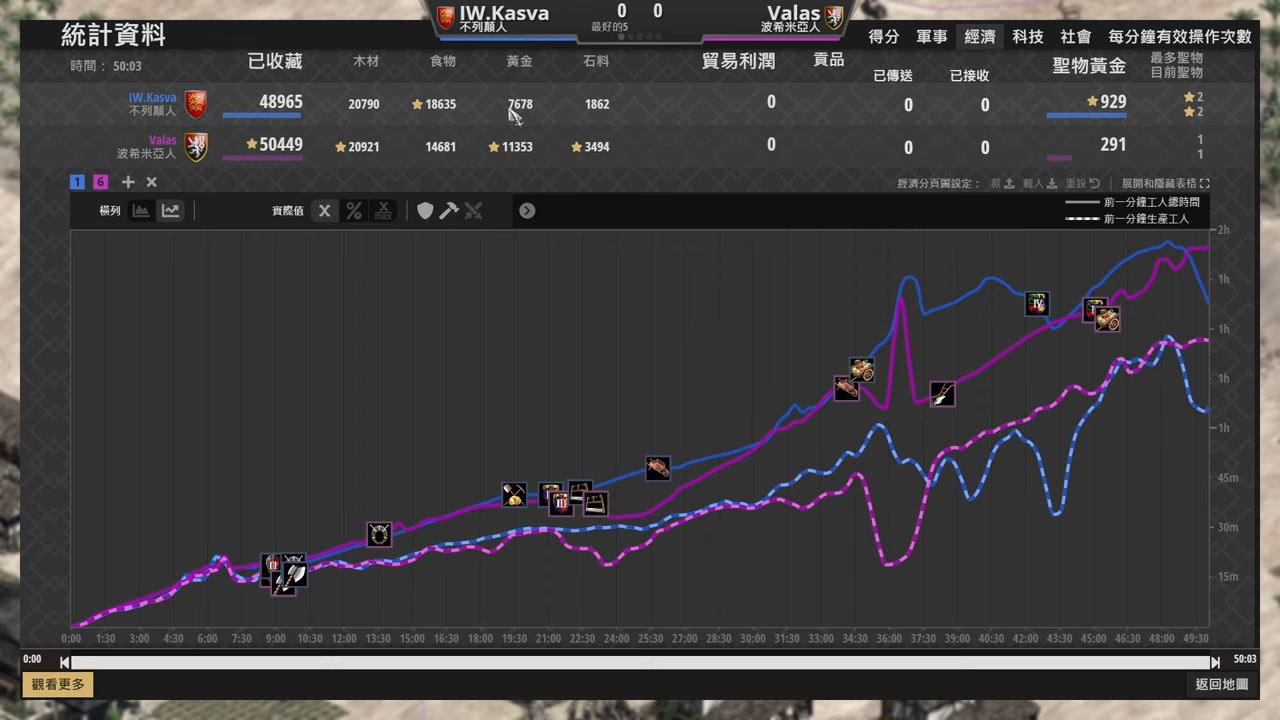 IW.Kasva
不列顛人
0 0
最好的5
Valas
波希米亞人
統計資料
得分 軍事 經濟 科技 社會 每分鐘有效操作次數
時間： 50:03
已收藏 木材 食物 黃金 石料 貿易利潤 貢品 已傳送 已接收 聖物黃金 最多聖物
目前聖物
IW.Kasva
不列顛人
48965 20790 18635 7678 1862 0 0 0 929 2
2
Valas
波希米亞人
50449 20921 14681 11353 3494 0 0 0 291 1
1
1 6
經濟分頁圖設定： 載入 重設 展開和隱藏表格
橫列 實際值 X % X/max
前一分鐘工人總時間
前一分鐘生產工人
2h
1h
1h
1h
1h
45m
30m
15m
II
III
IV
0:00 1:30 3:00 4:30 6:00 7:30 9:00 10:30 12:00 13:30 15:00 16:30 18:00 19:30 21:00 22:30 24:00 25:30 27:00 28:30 30:00 31:30 33:00 34:30 36:00 37:30 39:00 40:30 42:00 43:30 45:00 46:30 48:00 49:30
0:00 50:03
觀看更多 返回地圖